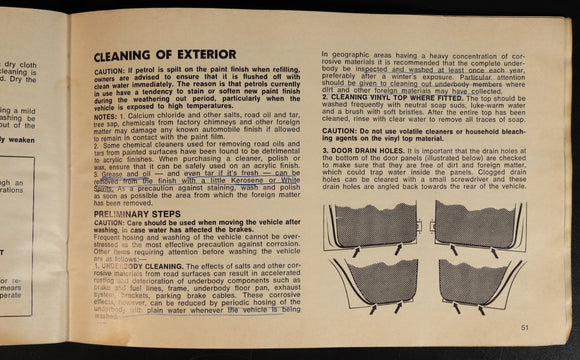 dry cloth
cleaning is
d. Dry the
ing a mild
ashing be
out of the
ly weaken
ough an
rations
T
or re-
smears
operate
CLEANING OF EXTERIOR
CAUTION: If petrol is spilt on the paint finish when refilling,
owners are advised to ensure that it is flushed off with
clean water immediately. The reason is that petrols currently
in use have a tendency to stain or soften new paint finish
during the weathering out period, particularly when the
vehicle is exposed to high temperatures.
NOTES: 1. Calcium chloride and other salts, road oil and tar,
tree sap, chemicals from factory chimneys and other foreign
matter may damage any known automobile finish if allowed
to remain in contact with the paint film.
2. Some chemical cleaners used for removing road oils and
tars from painted surfaces have been found to be detrimental
to acrylic finishes. When purchasing a cleaner, polish or
wax, ensure that it can be safely used on an acrylic finish.
3. Grease and oil — and even tar if it's fresh — can be
removed from the finish with a little Kerosene or White
Spirits. As a precaution against staining, wash and polish
as soon as possible the area from which the foreign matter
has been removed.
PRELIMINARY STEPS
CAUTION: Care should be used when moving the vehicle after
washing, in case water has affected the brakes.
Frequent hosing and washing of the vehicle cannot be over-
stressed as the most effective precaution against corrosion.
Other items requiring attention before washing the vehicle
are as follows:—
1. UNDERBODY CLEANING. The effects of salts and other cor-
rosive materials from road surfaces can result in accelerated
rusting and deterioration of underbody components such as
brake and fuel lines, frame, underbody floor pan, exhaust
system, brackets, parking brake cables. These corrosive
effects, however, can be reduced by periodic hosing of the
underbody with plain water whenever the vehicle is being
washed.
In geographic areas having a heavy concentration of cor-
rosive materials it is recommended that the complete under-
body be inspected and washed at least once each year,
preferably after a winter's exposure. Particular attention
should be given to cleaning out underbody members where
dirt and other foreign materials may have collected.
2. CLEANING VINYL TOP WHERE FITTED. The top should be
washed frequently with neutral soap suds, luke-warm water
and a brush with soft bristles. After the entire top has been
cleaned, rinse with clear water to remove all traces of soap.
CAUTION: Do not use volatile cleaners or household bleach-
ing agents on the vinyl top material.
3. DOOR DRAIN HOLES. It is important that the drain holes at
the bottom of the door panels (illustrated below) are checked
to make sure that they are free of dirt and foreign matter,
which could trap water inside the panels. Clogged drain
holes can be cleared with a small screwdriver and these
drain holes are angled back towards the rear of the vehicle.
51